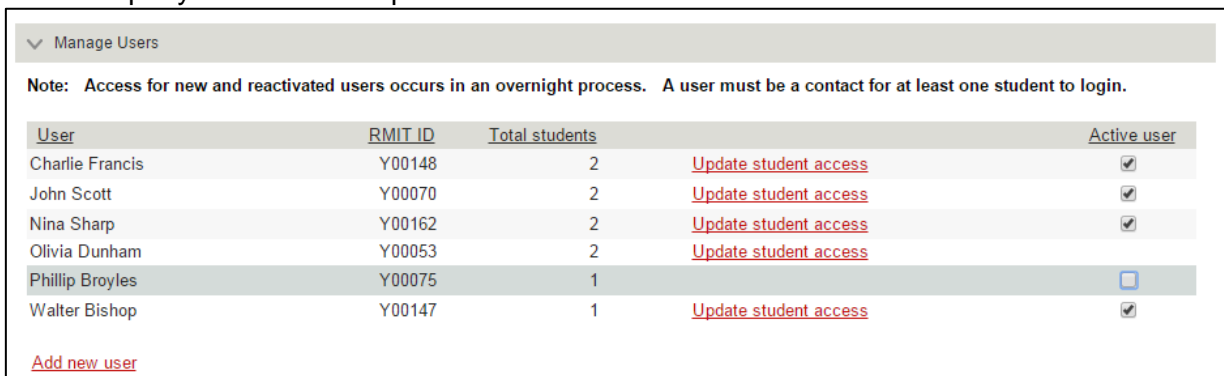 Manage Users
Note: Access for new and reactivated users occurs in an overnight process. A user must be a contact for at least one student to login.
User RMIT ID Total students Active user
Charlie Francis Y00148 2 Update student access
John Scott Y00070 2 Update student access
Nina Sharp Y00162 2 Update student access
Olivia Dunham Y00053 2 Update student access
Phillip Broyles Y00075 1
Walter Bishop Y00147 1 Update student access
Add new user